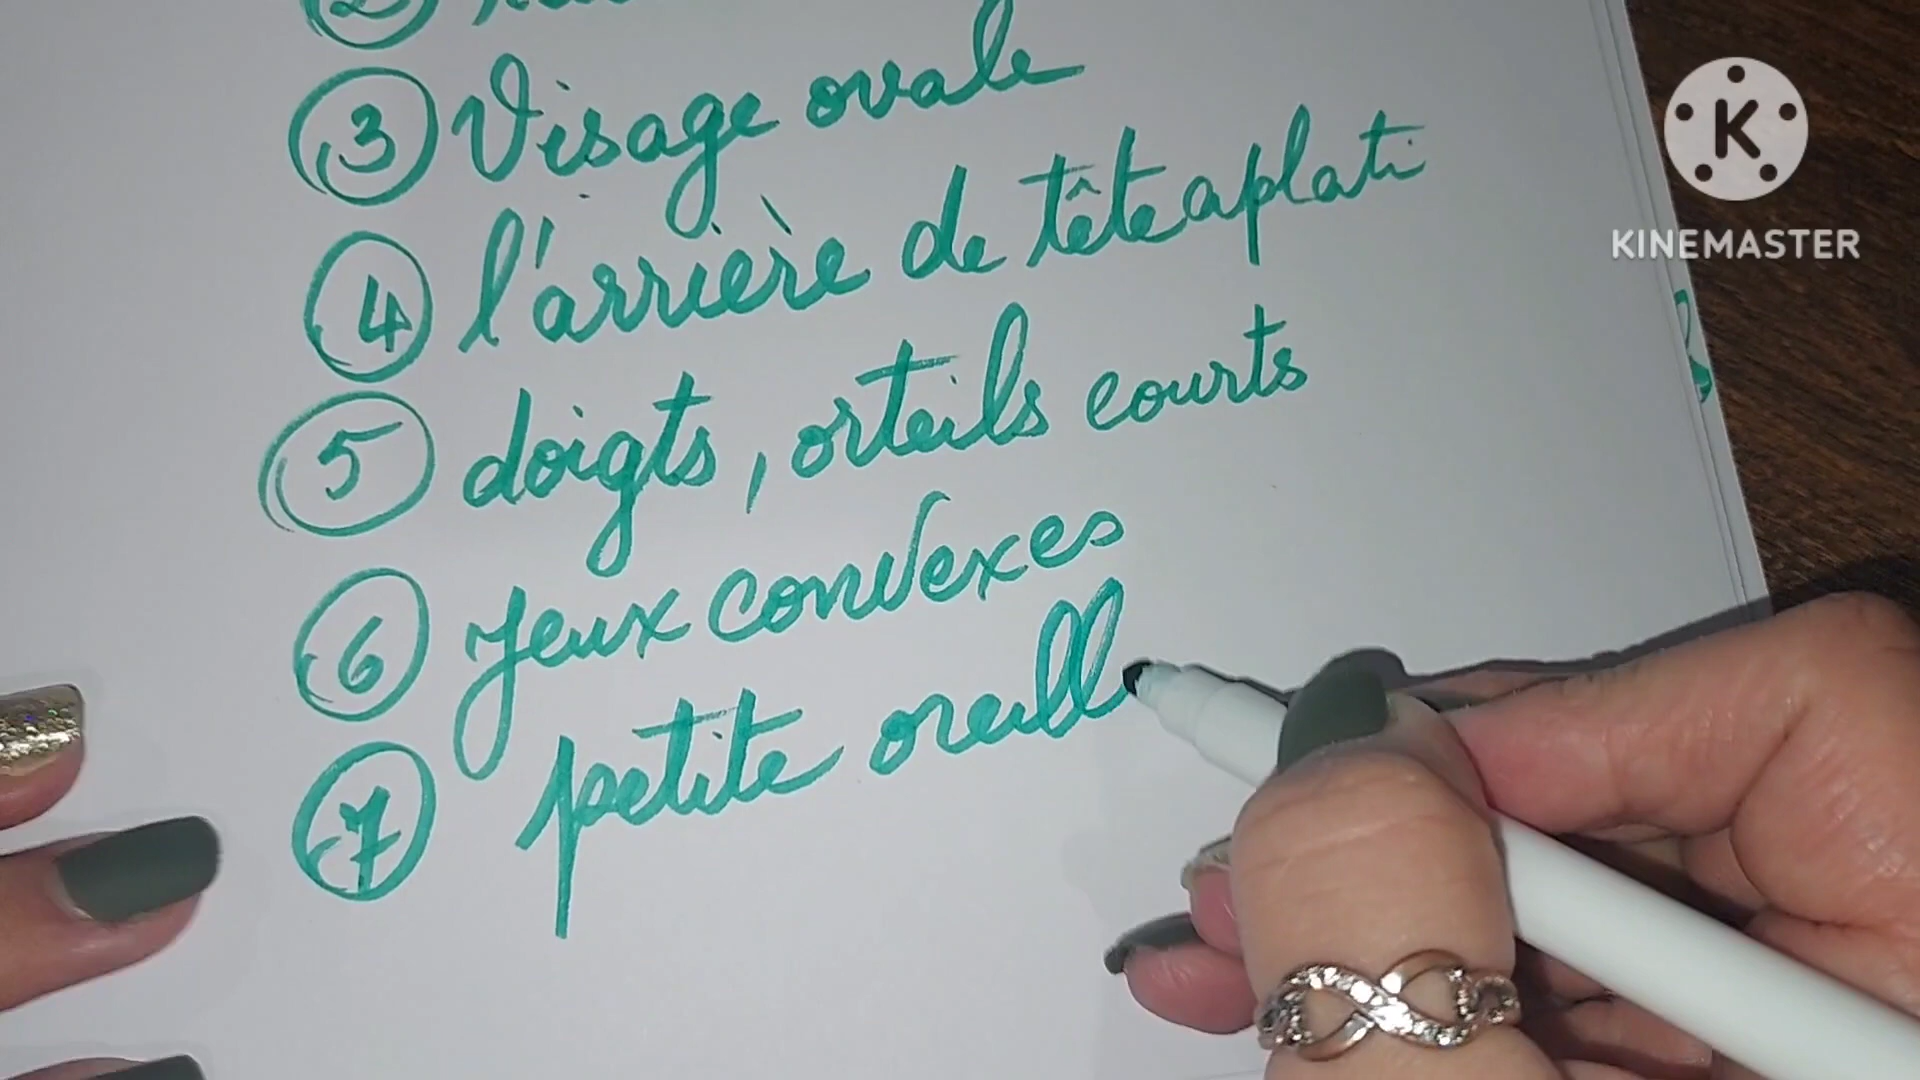 ②
③ Visage ovale
④ l'arrière de tête aplati
⑤ doigts, orteils courts
⑥ yeux convexes
⑦ petite oreill
K
KINEMASTER